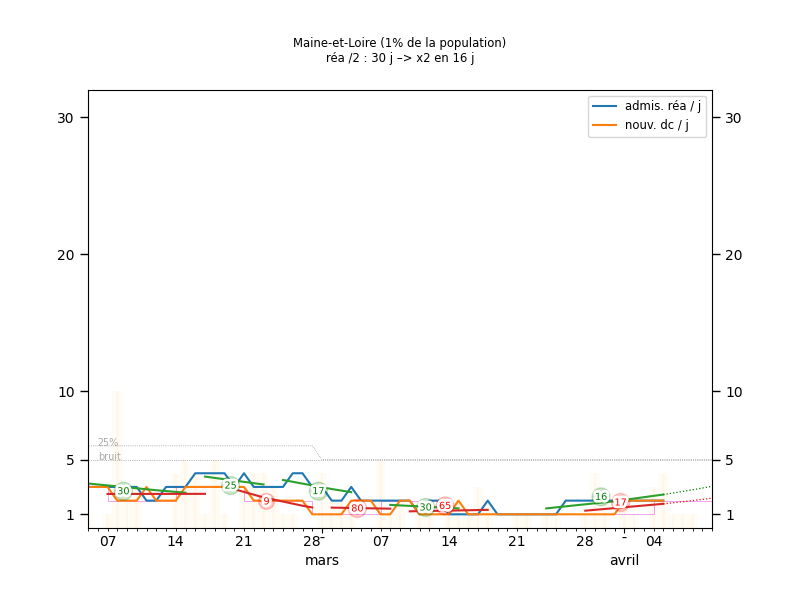 Maine-et-Loire (1% de la population)
réa /2 : 30 j –> x2 en 16 j
admis. réa / j
nouv. dc / j
30 30
20 20
10 10
5 5
1 1
25%
bruit
30 25 9 17 80 30 65 16 17
07 14 21 28 - 07 14 21 28 - 04
mars avril